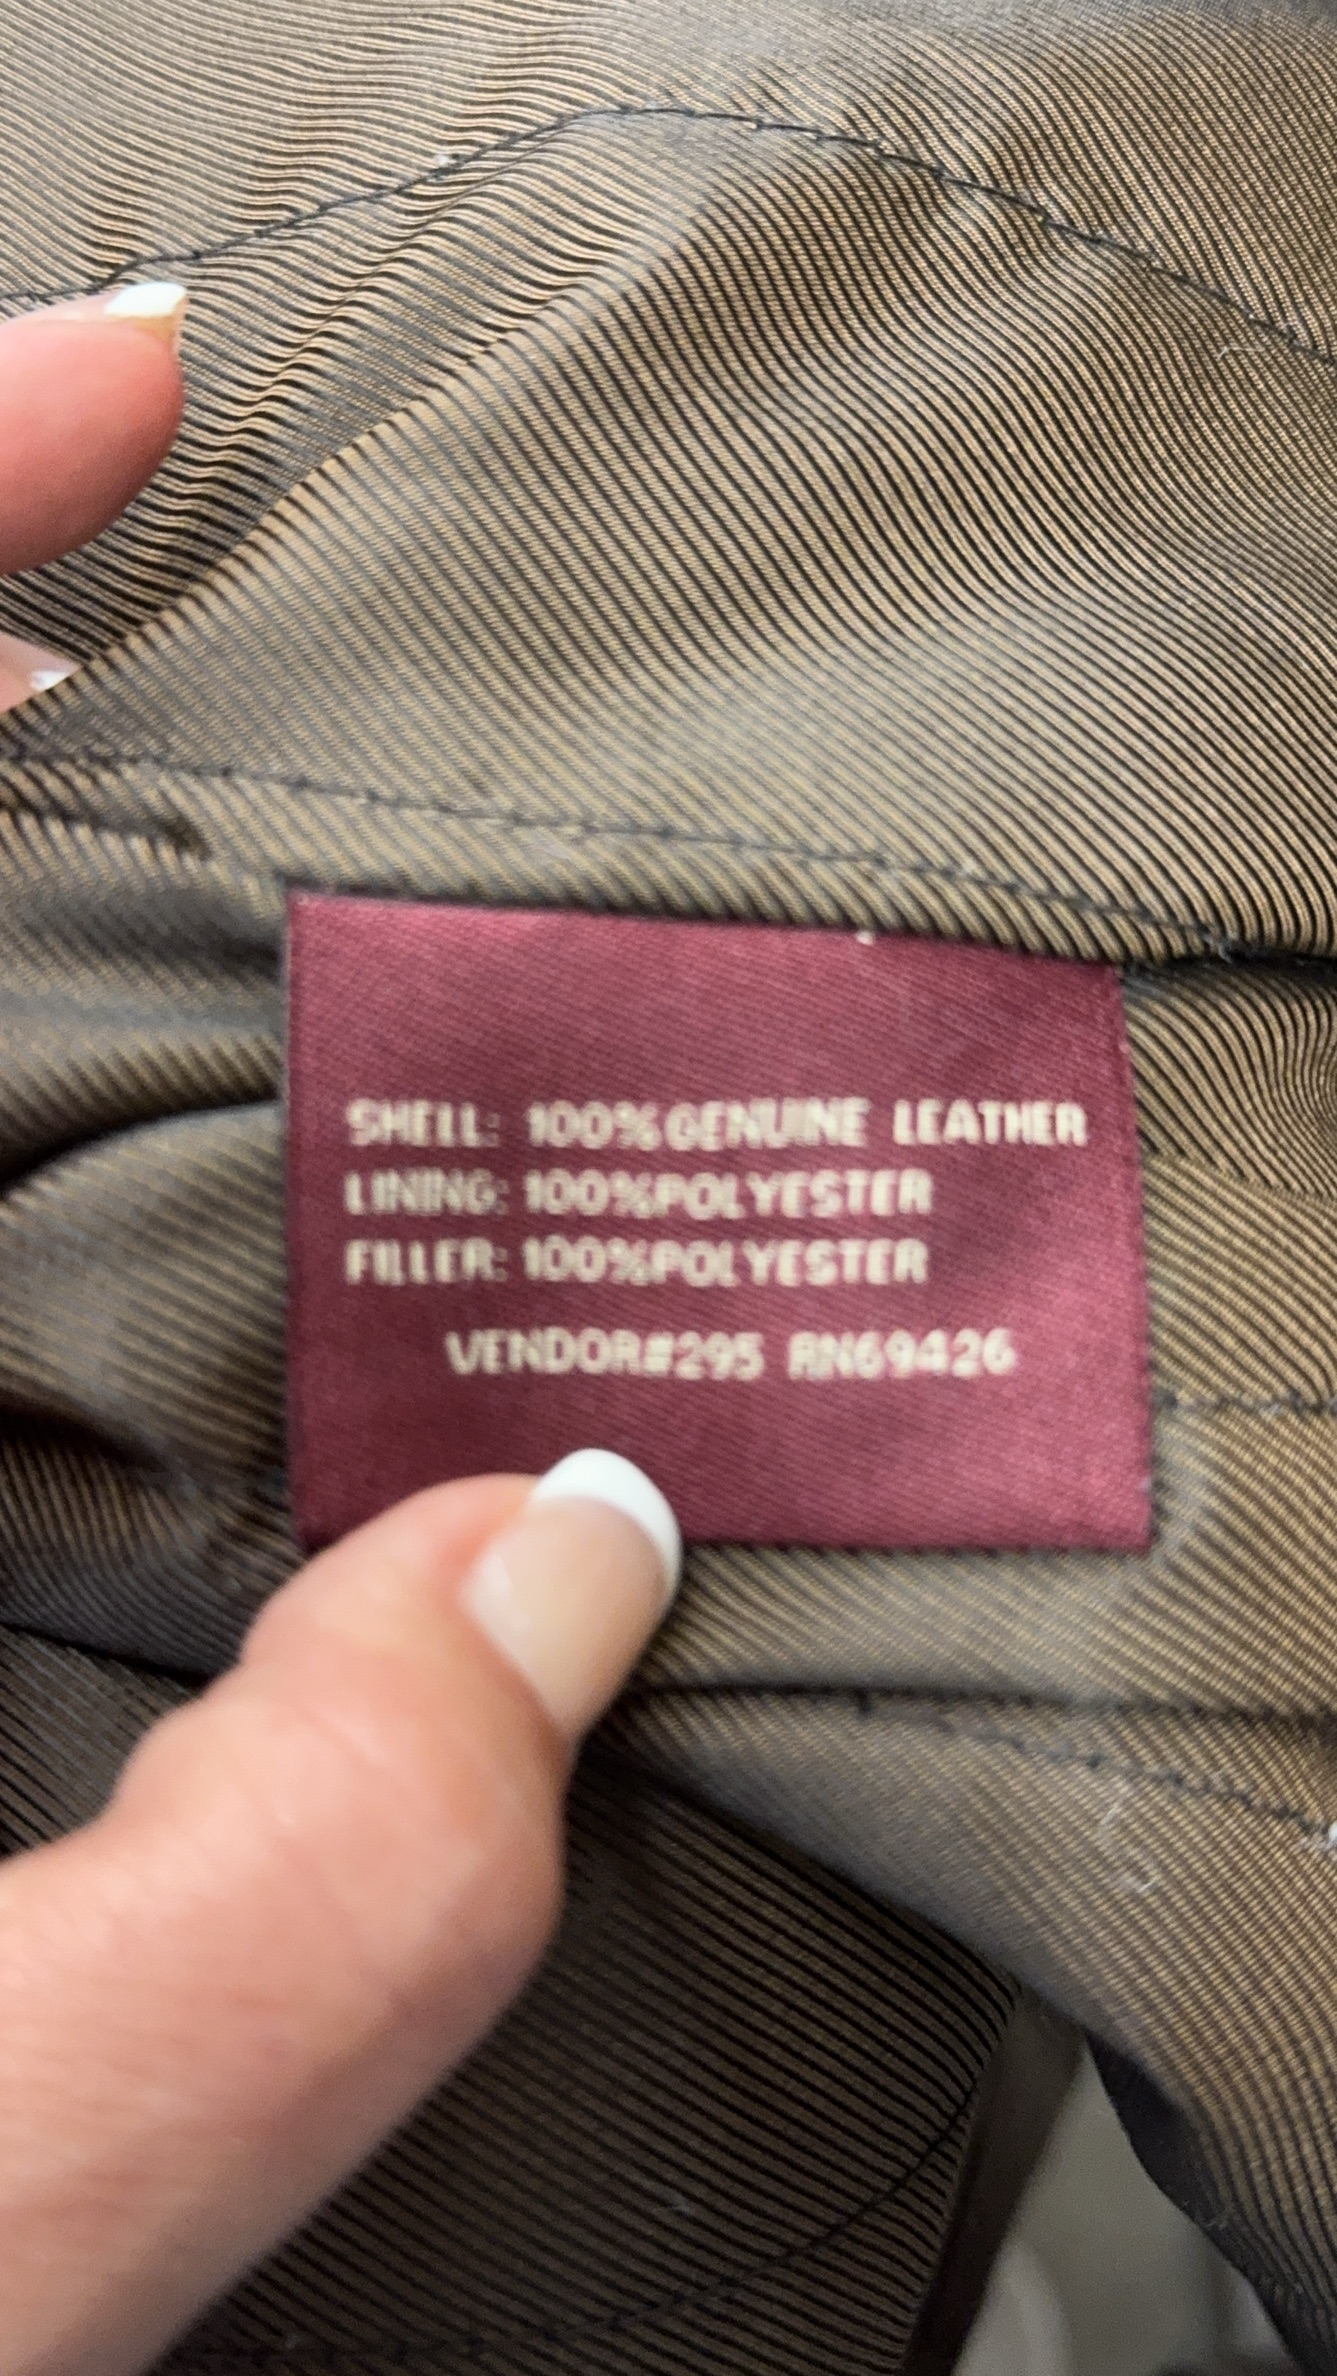 SHELL: 100%GENUINE LEATHER
LINING: 100%POLYESTER
FILLER: 100%POLYESTER
VENDOR#295 RN69426